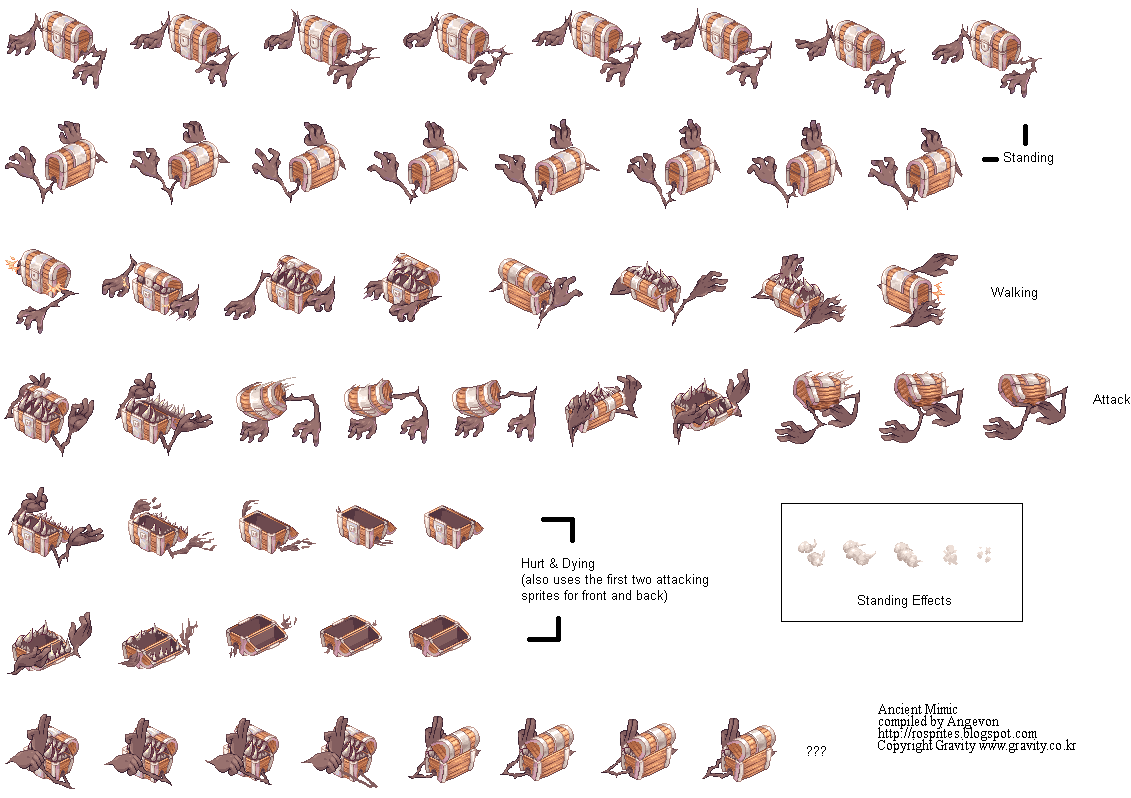 Standing
Walking
Attack
Hurt & Dying
(also uses the first two attacking
sprites for front and back)
Standing Effects
Ancient Mimic
compiled by Angevon
http://rosprites.blogspot.com
Copyright Gravity www.gravity.co.kr
???